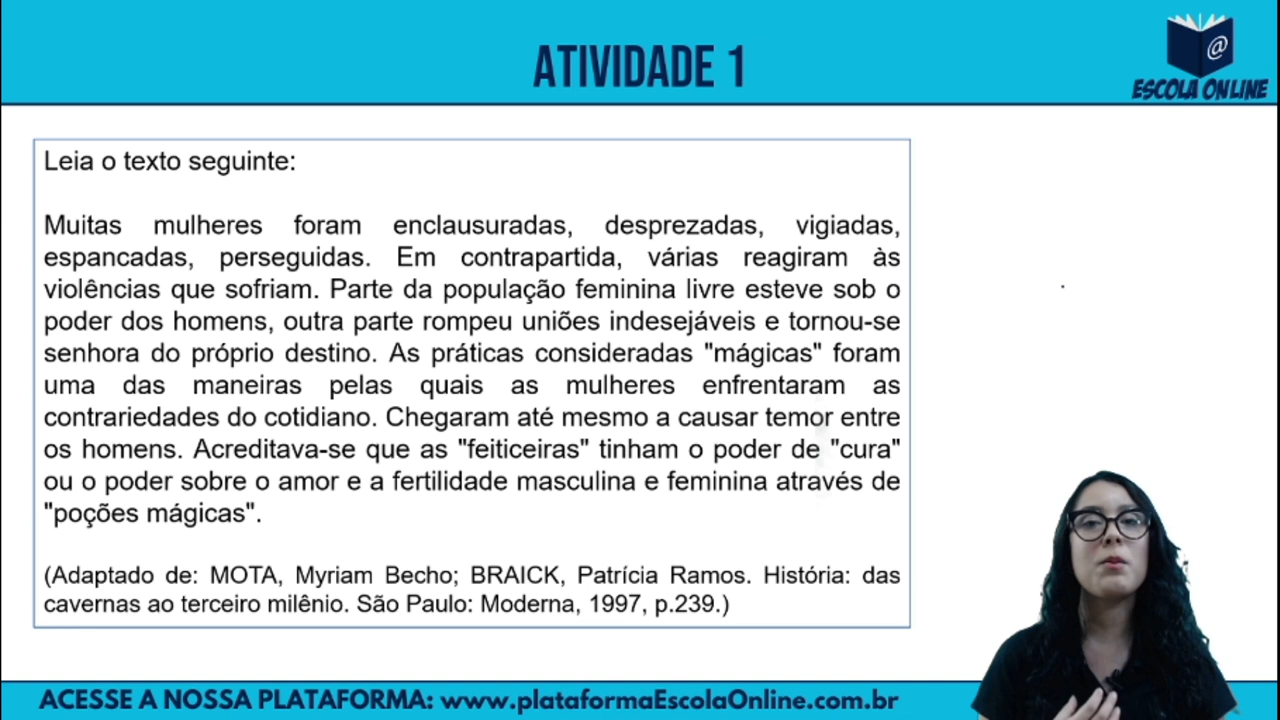 ATIVIDADE 1
@
ESCOLA ONLINE
Leia o texto seguinte:
Muitas mulheres foram enclausuradas, desprezadas, vigiadas,
espancadas, perseguidas. Em contrapartida, várias reagiram às
violências que sofriam. Parte da população feminina livre esteve sob o
poder dos homens, outra parte rompeu uniões indesejáveis e tornou-se
senhora do próprio destino. As práticas consideradas "mágicas" foram
uma das maneiras pelas quais as mulheres enfrentaram as
contrariedades do cotidiano. Chegaram até mesmo a causar temor entre
os homens. Acreditava-se que as "feiticeiras" tinham o poder de "cura"
ou o poder sobre o amor e a fertilidade masculina e feminina através de
"poções mágicas".
(Adaptado de: MOTA, Myriam Becho; BRAICK, Patrícia Ramos. História: das
cavernas ao terceiro milênio. São Paulo: Moderna, 1997, p.239.)
ACESSE A NOSSA PLATAFORMA: www.plataformaEscolaOnline.com.br